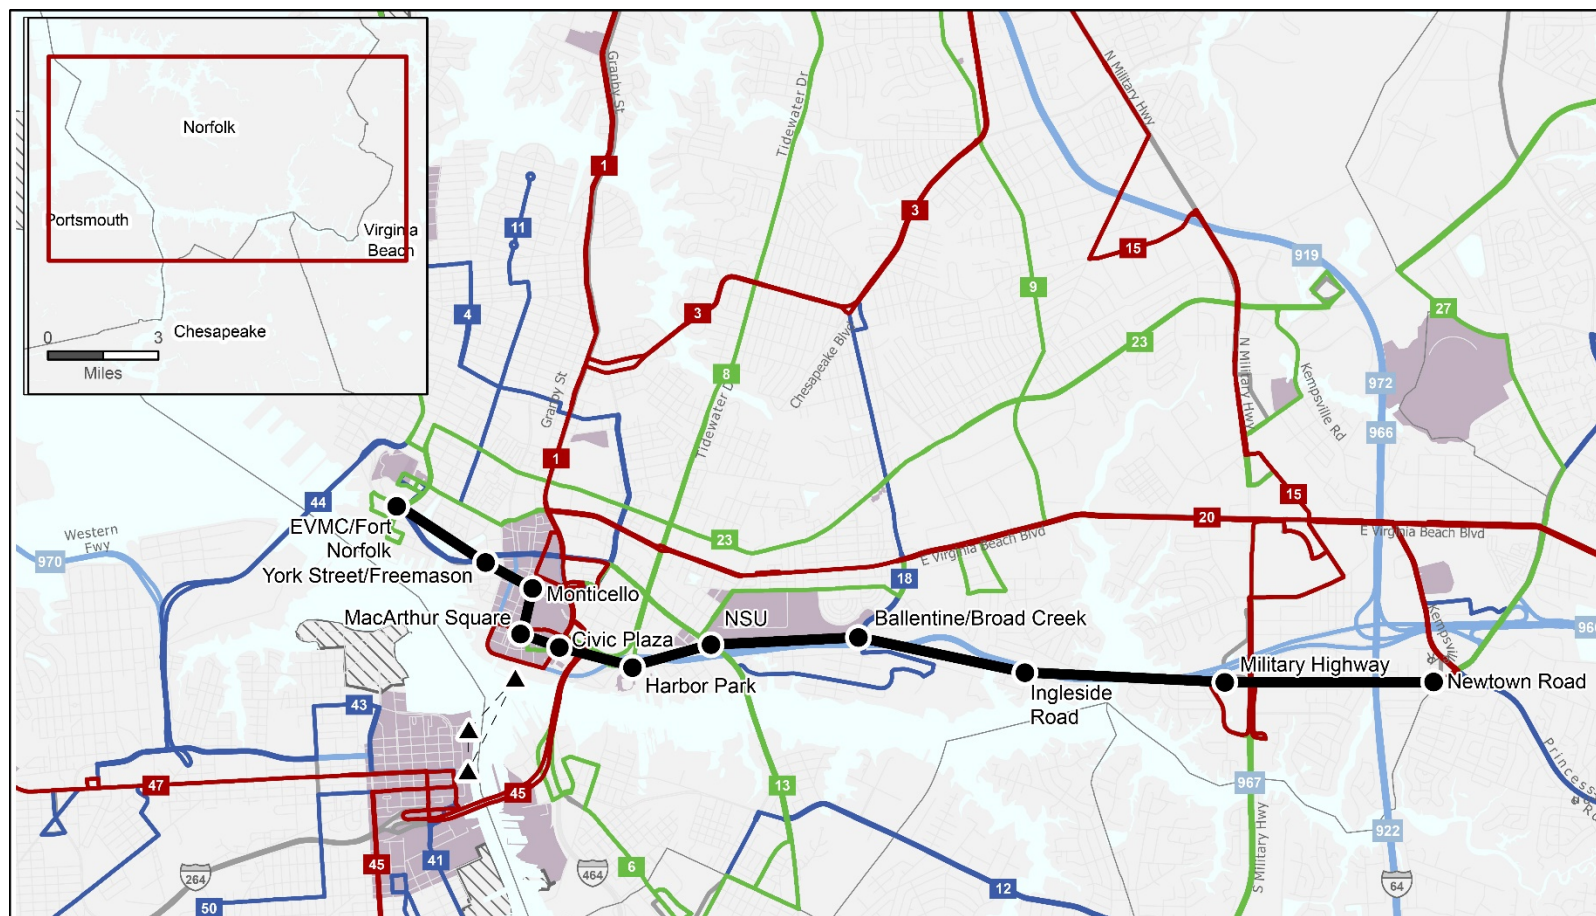 Norfolk
Portsmouth
Virginia
Beach
Chesapeake
0
3
Miles
Granby St
Tidewater Dr
N Military Hwy
1
3
11
15
919
9
4
3
27
23
8
Chesapeake Blvd
N Military Hwy
Kempsville Rd
972
Granby St
Tidewater D
966
1
44
15
20
EVMC/Fort
Norfolk
Western
Fwy
970
23
E Virginia Beach Blvd
E Virginia Beach Blvd
York Street/Freemason
18
Monticello
MacArthur Square
Civic Plaza
NSU
Ballentine/Broad Creek
Kempsville
960
Harbor Park
Ingleside
Road
Military Highway
Newtown Road
43
47
45
13
967
Princess
Rd
922
45
41
6
S Military Hwy
264
464
64
50
12